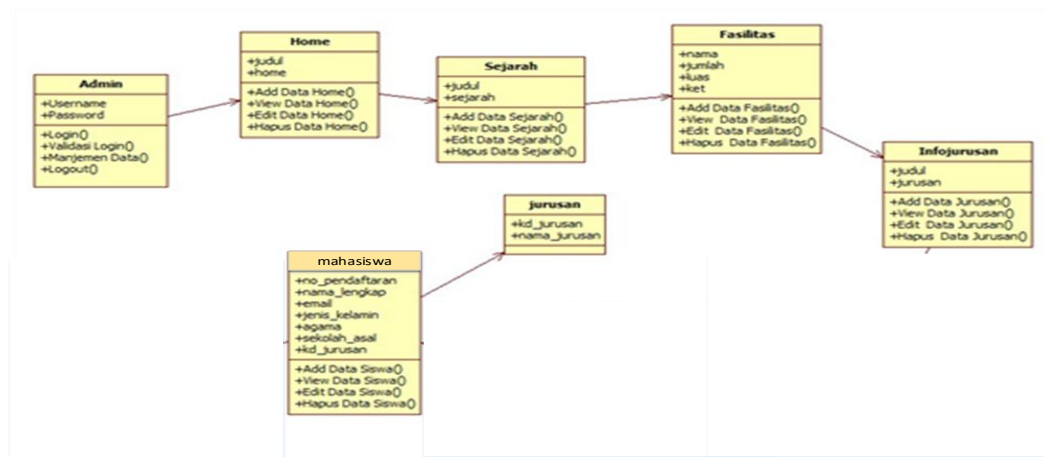 Admin
+Username
+Password
+Login()
+Validasi Login()
+Manjemen Data()
+Logout()
Home
+judul
+home
+Add Data Home()
+View Data Home()
+Edit Data Home()
+Hapus Data Home()
Sejarah
+judul
+sejarah
+Add Data Sejarah()
+View Data Sejarah()
+Edit Data Sejarah()
+Hapus Data Sejarah()
Fasilitas
+nama
+jumlah
+luas
+ket
+Add Data Fasilitas()
+View Data Fasilitas()
+Edit Data Fasilitas()
+Hapus Data Fasilitas()
Infojurusan
+judul
+jurusan
+Add Data Jurusan()
+View Data Jurusan()
+Edit Data Jurusan()
+Hapus Data Jurusan()
jurusan
+kd_jurusan
+nama_jurusan
mahasiswa
+no_pendaftaran
+nama_lengkap
+email
+jenis_kelamin
+agama
+sekolah_asal
+kd_jurusan
+Add Data Siswa()
+View Data Siswa()
+Edit Data Siswa()
+Hapus Data Siswa()